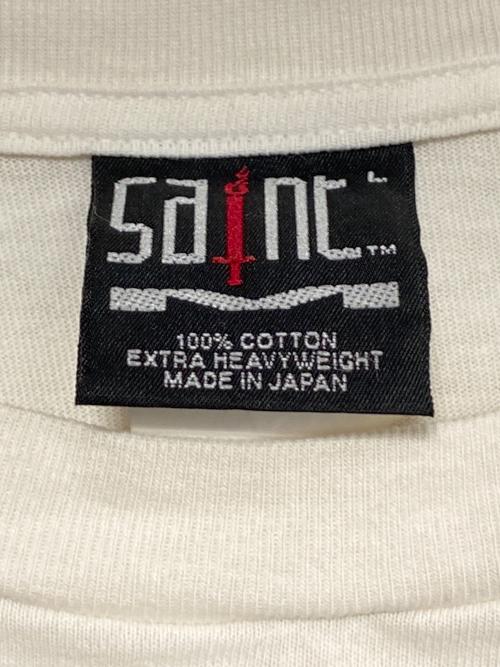 saint L ™
100% COTTON
EXTRA HEAVYWEIGHT
MADE IN JAPAN